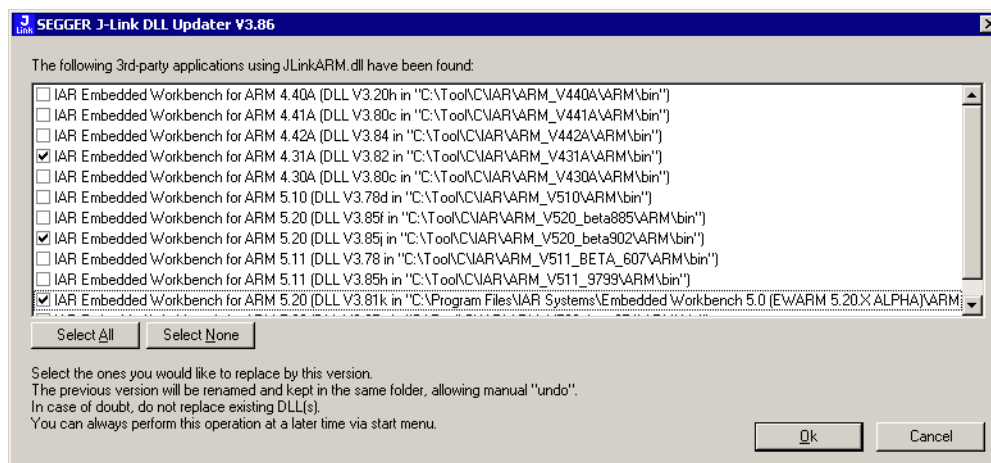 J
Link
SEGGER J-Link DLL Updater V3.86
The following 3rd-party applications using JLinkARM.dll have been found:
IAR Embedded Workbench for ARM 4.40A (DLL V3.20h in "C:\Tool\C\IAR\ARM_V440A\ARM\bin")
IAR Embedded Workbench for ARM 4.41A (DLL V3.80c in "C:\Tool\C\IAR\ARM_V441A\ARM\bin")
IAR Embedded Workbench for ARM 4.42A (DLL V3.84 in "C:\Tool\C\IAR\ARM_V442A\ARM\bin")
IAR Embedded Workbench for ARM 4.31A (DLL V3.82 in "C:\Tool\C\IAR\ARM_V431A\ARM\bin")
IAR Embedded Workbench for ARM 4.30A (DLL V3.80c in "C:\Tool\C\IAR\ARM_V430A\ARM\bin")
IAR Embedded Workbench for ARM 5.10 (DLL V3.78d in "C:\Tool\C\IAR\ARM_V510\ARM\bin")
IAR Embedded Workbench for ARM 5.20 (DLL V3.85f in "C:\Tool\C\IAR\ARM_V520_beta885\ARM\bin")
IAR Embedded Workbench for ARM 5.20 (DLL V3.85j in "C:\Tool\C\IAR\ARM_V520_beta902\ARM\bin")
IAR Embedded Workbench for ARM 5.11 (DLL V3.78 in "C:\Tool\C\IAR\ARM_V511_BETA_607\ARM\bin")
IAR Embedded Workbench for ARM 5.11 (DLL V3.85h in "C:\Tool\C\IAR\ARM_V511_9799\ARM\bin")
IAR Embedded Workbench for ARM 5.20 (DLL V3.81k in "C:\Program Files\IAR Systems\Embedded Workbench 5.0 (EWARM 5.20.X ALPHA)\ARM
Select All
Select None
Select the ones you would like to replace by this version.
The previous version will be renamed and kept in the same folder, allowing manual "undo".
In case of doubt, do not replace existing DLL(s).
You can always perform this operation at a later time via start menu.
Ok
Cancel